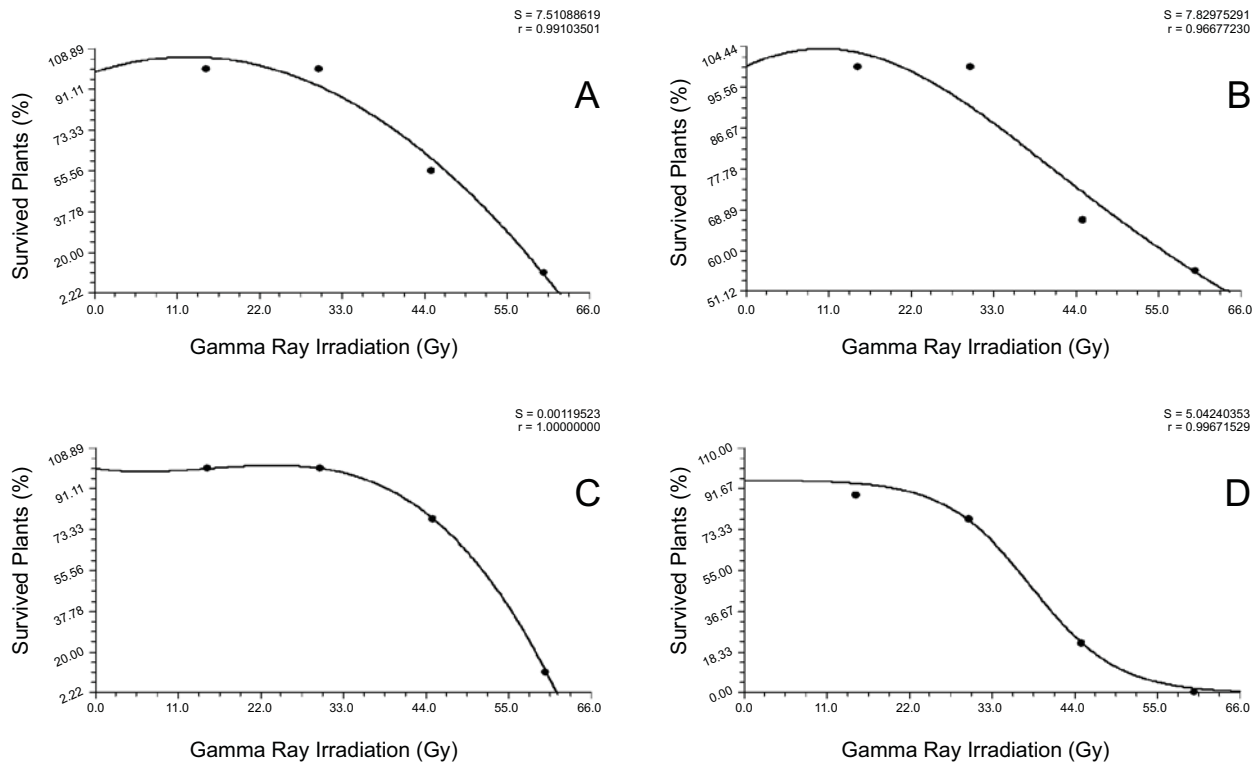 S = 7.51088619
r = 0.99103501
A
Survived Plants (%)
108.89
91.11
73.33
55.56
37.78
20.00
2.22
0.0 11.0 22.0 33.0 44.0 55.0 66.0
Gamma Ray Irradiation (Gy)
S = 7.82975291
r = 0.96677230
B
Survived Plants (%)
104.44
95.56
86.67
77.78
68.89
60.00
51.12
0.0 11.0 22.0 33.0 44.0 55.0 66.0
Gamma Ray Irradiation (Gy)
S = 0.00119523
r = 1.00000000
C
Survived Plants (%)
108.89
91.11
73.33
55.56
37.78
20.00
2.22
0.0 11.0 22.0 33.0 44.0 55.0 66.0
Gamma Ray Irradiation (Gy)
S = 5.04240353
r = 0.99671529
D
Survived Plants (%)
110.00
91.67
73.33
55.00
36.67
18.33
0.00
0.0 11.0 22.0 33.0 44.0 55.0 66.0
Gamma Ray Irradiation (Gy)